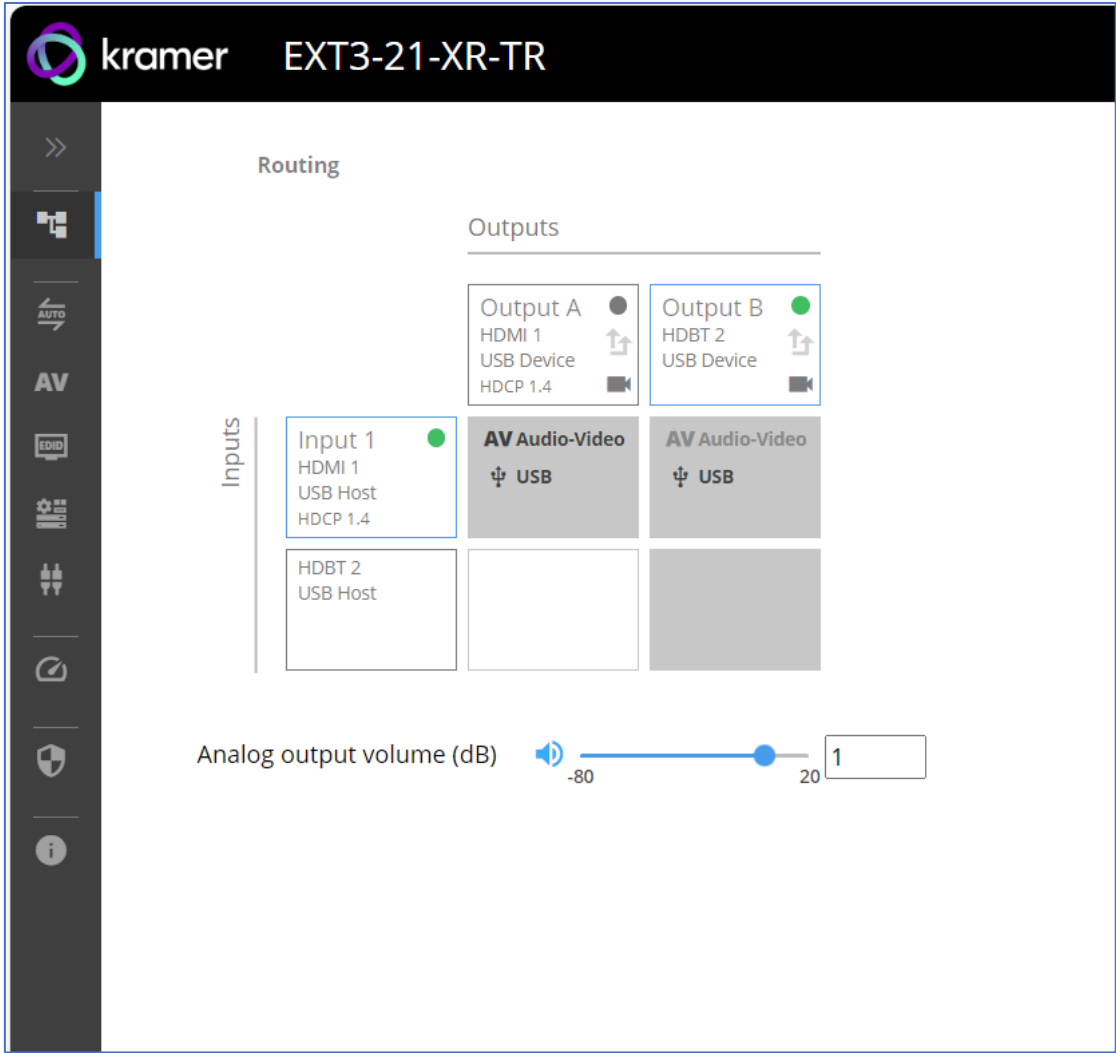 kramer EXT3-21-XR-TR
Routing
Outputs
Output A
HDMI 1
USB Device
HDCP 1.4
Output B
HDBT 2
USB Device
AUTO
AV
EDID
Inputs
Input 1
HDMI 1
USB Host
HDCP 1.4
AV Audio-Video
USB
AV Audio-Video
USB
HDBT 2
USB Host
Analog output volume (dB)
-80
20
1